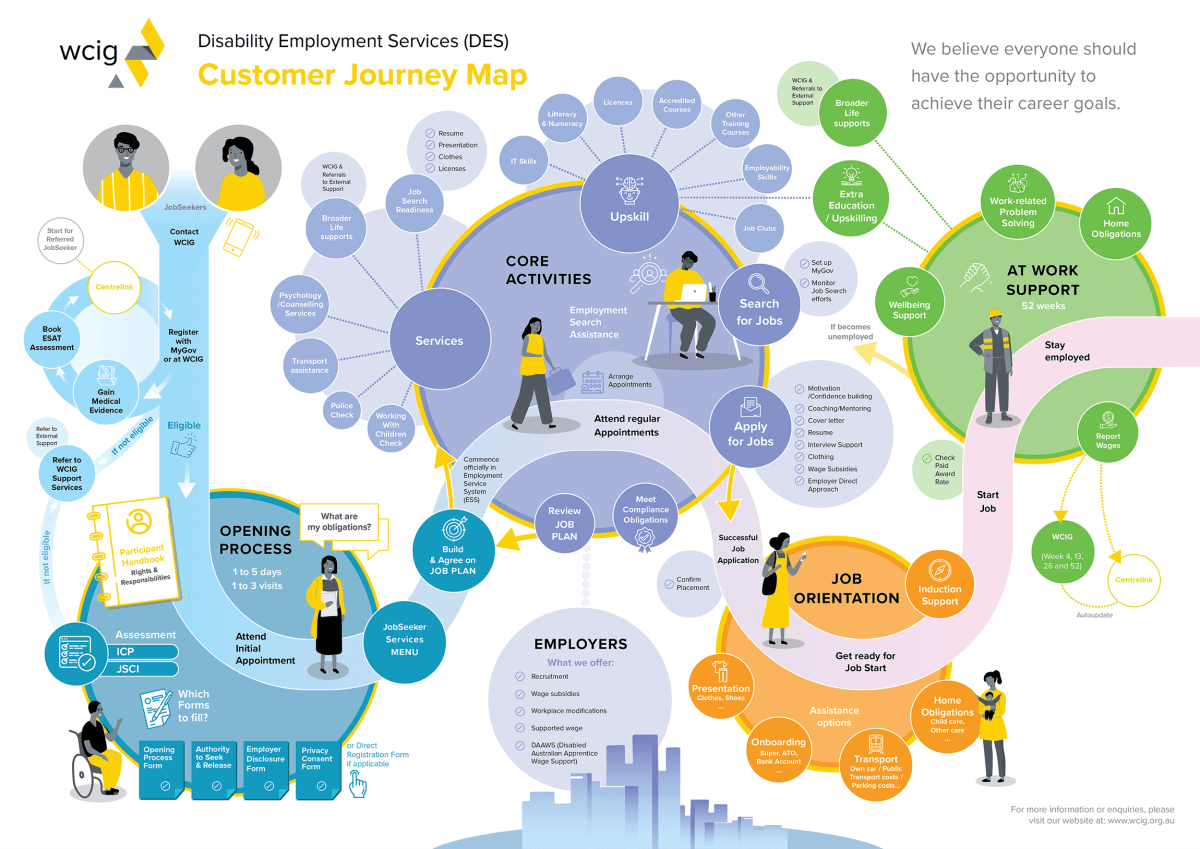 wcig
Disability Employment Services (DES)
Customer Journey Map
We believe everyone should
have the opportunity to
achieve their career goals.
JobSeekers
Contact
WCIG
Start for
Referred
JobSeeker
Centrelink
Book
ESAT
Assessment
Gain
Medical
Evidence
Register
with
MyGov
or at WCIG
If not eligible
Eligible
Refer to
External
Support
Refer to
WCIG
Support
Services
If not eligible
Participant
Handbook
Rights &
Responsibilities
OPENING
PROCESS
1 to 5 days
1 to 3 visits
What are
my obligations?
Assessment
ICP
JSCI
Attend
Initial
Appointment
Which
Forms
to fill?
Opening
Process
Form
Authority
to Seek
& Release
Employer
Disclosure
Form
Privacy
Consent
Form
or Direct
Registration Form
if applicable
JobSeeker
Services
MENU
Build
& Agree on
JOB PLAN
Commence
officially in
Employment
Service
System
(ESS)
WCIG &
Referrals
to External
Support
Resume
Presentation
Clothes
Licenses
Job
Search
Readiness
Broader
Life
supports
Psychology
/Counselling
Services
Transport
assistance
Police
Check
Working
With
Children
Check
Services
CORE
ACTIVITIES
Employment
Search
Assistance
Arrange
Appointments
Attend regular
Appointments
Review
JOB
PLAN
Meet
Compliance
Obligations
Upskill
IT Skills
Litteracy
& Numeracy
Licences
Accredited
Courses
Other
Training
Courses
Employability
Skills
Job Clubs
Search
for Jobs
Set up
MyGov
Monitor
Job Search
efforts
Apply
for Jobs
Motivation
/Confidence building
Coaching/Mentoring
Cover letter
Resume
Interview Support
Clothing
Wage Subsidies
Employer Direct
Approach
EMPLOYERS
What we offer:
Recruitment
Wage subsidies
Workplace modifications
Supported wage
DAAWS (Disabled
Australian Apprentice
Wage Support)
Successful
Job
Application
Confirm
Placement
JOB
ORIENTATION
Induction
Support
Get ready for
Job Start
Assistance
options
Presentation
Clothes, Shoes
...
Onboarding
Super, ATO,
Bank Account
...
Transport
Own car / Public
Transport costs /
Parking costs...
Home
Obligations
Child care,
Other care
...
Start
Job
WCIG &
Referrals to
External
Support
Broader
Life
supports
Extra
Education
/ Upskilling
Wellbeing
Support
Work-related
Problem
Solving
Home
Obligations
AT WORK
SUPPORT
52 weeks
Stay
employed
If becomes
unemployed
Check
Paid
Award
Rate
Report
Wages
WCIG
(Week 4, 13,
26 and 52)
Centrelink
Autoupdate
For more information or enquiries, please
visit our website at: www.wcig.org.au